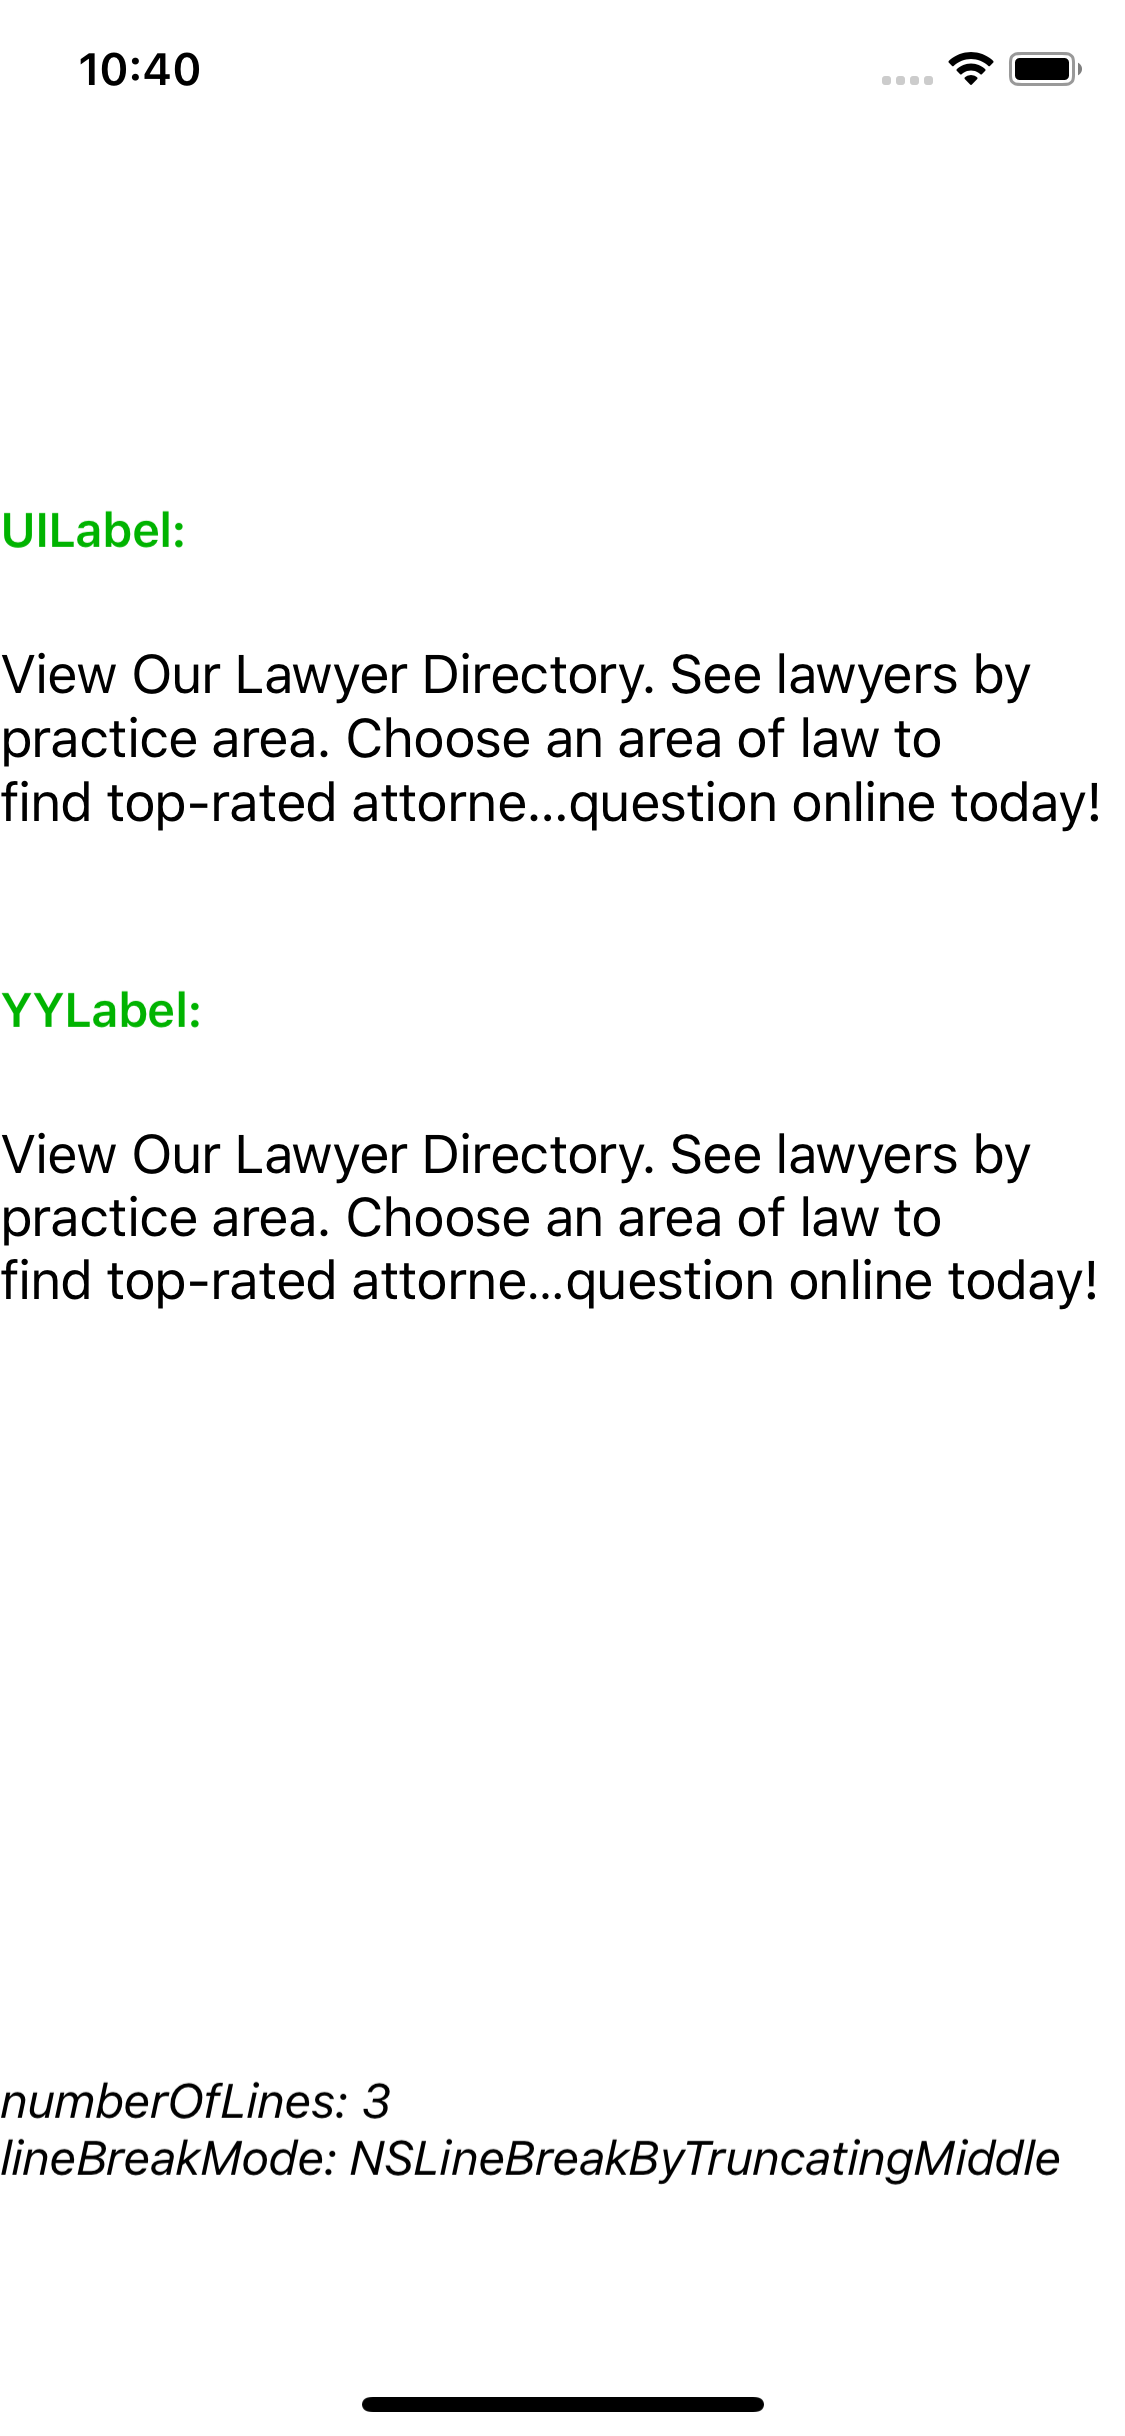 10:40
UILabel:
View Our Lawyer Directory. See lawyers by
practice area. Choose an area of law to
find top-rated attorne...question online today!
YYLabel:
View Our Lawyer Directory. See lawyers by
practice area. Choose an area of law to
find top-rated attorne...question online today!
numberOfLines: 3
lineBreakMode: NSLineBreakByTruncatingMiddle